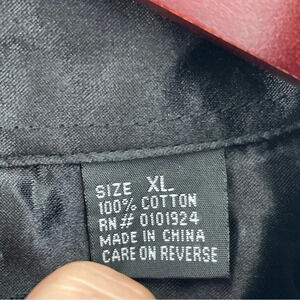 SIZE XL
100% COTTON
RN# 0101924
MADE IN CHINA
CARE ON REVERSE